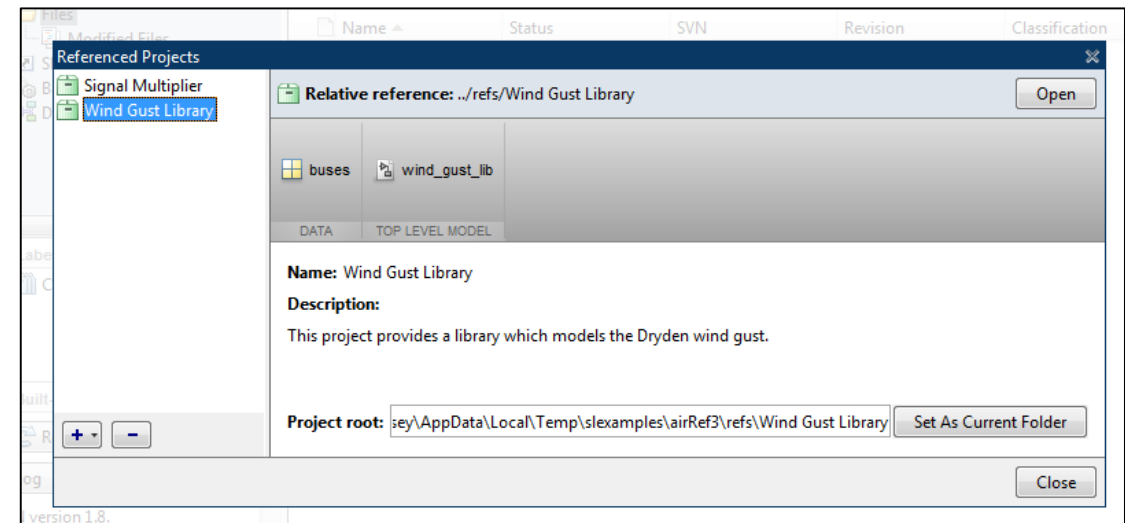 Files
Name Status SVN Revision Classification
Modified Files
Referenced Projects
Signal Multiplier
Wind Gust Library
Relative reference: ../refs/Wind Gust Library
Open
buses
wind_gust_lib
DATA
TOP LEVEL MODEL
Name: Wind Gust Library
Description:
This project provides a library which models the Dryden wind gust.
Project root: sey\AppData\Local\Temp\slexamples\airRef3\refs\Wind Gust Library Set As Current Folder
+ -
Close
version 1.8.